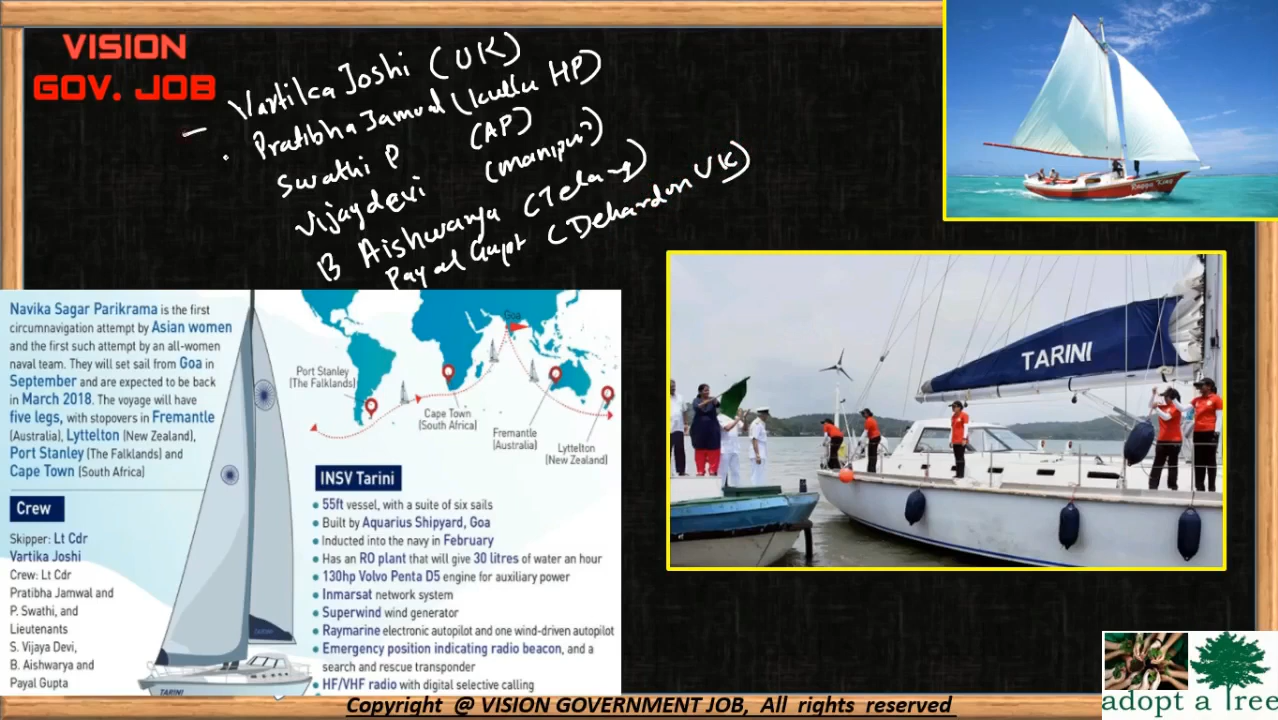 VISION
GOV. JOB
Vartika Joshi (UK)
Pratibha Jamwal (kullu HP)
Swathi P (AP)
Vijaydevi (Manipur)
B Aishwarya (Telang)
Payal Gupt (Dehardon UK)
Ragga King
TARINI
Navika Sagar Parikrama is the first
circumnavigation attempt by Asian women
and the first such attempt by an all-women
naval team. They will set sail from Goa in
September and are expected to be back
in March 2018. The voyage will have
five legs, with stopovers in Fremantle
(Australia), Lyttelton (New Zealand),
Port Stanley (The Falklands) and
Cape Town (South Africa)
Goa
Port Stanley
(The Falklands)
Cape Town
(South Africa)
Fremantle
(Australia)
Lyttelton
(New Zealand)
Crew
Skipper: Lt Cdr
Vartika Joshi
Crew: Lt Cdr
Pratibha Jamwal and
P. Swathi, and
Lieutenants
S. Vijaya Devi,
B. Aishwarya and
Payal Gupta
TARINI
INSV Tarini
55ft vessel, with a suite of six sails
Built by Aquarius Shipyard, Goa
Inducted into the navy in February
Has an RO plant that will give 30 litres of water an hour
130hp Volvo Penta D5 engine for auxiliary power
Inmarsat network system
Superwind wind generator
Raymarine electronic autopilot and one wind-driven autopilot
Emergency position indicating radio beacon, and a
search and rescue transponder
HF/VHF radio with digital selective calling
adopt a Tree
Copyright @ VISION GOVERNMENT JOB, All rights reserved